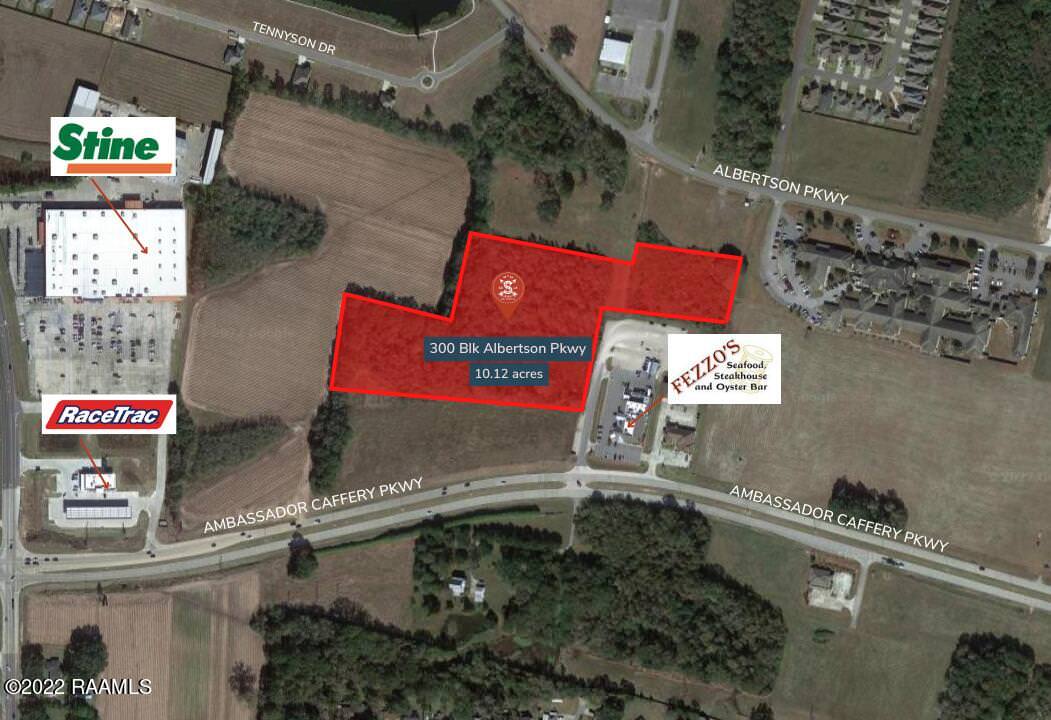 TENNYSON DR
Stine
ALBERTSON PKWY
300 Blk Albertson Pkwy
10.12 acres
FEZZO'S
Seafood,
Steakhouse
and Oyster Bar
RaceTrac
AMBASSADOR CAFFERY PKWY
AMBASSADOR CAFFERY PKWY
©2022 RAAMLS